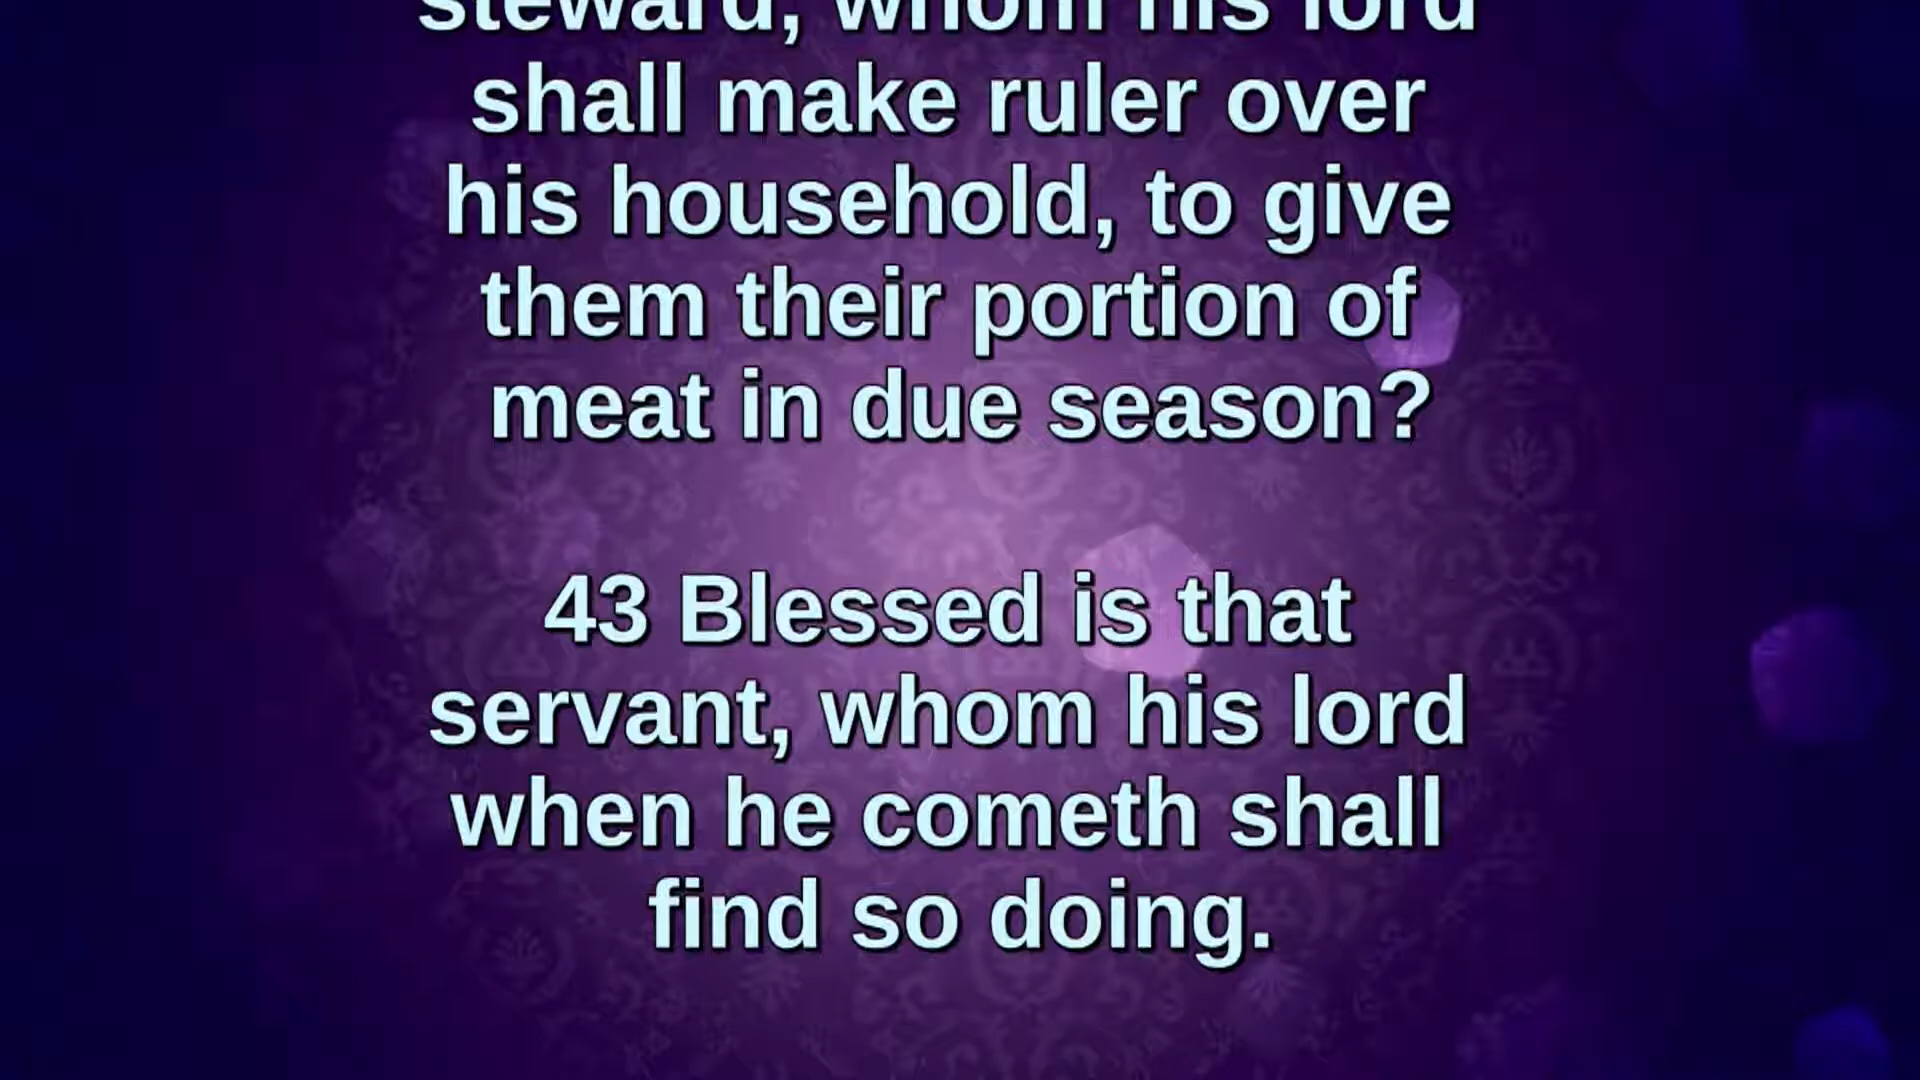 steward, whom his lord
shall make ruler over
his household, to give
them their portion of
meat in due season?
43 Blessed is that
servant, whom his lord
when he cometh shall
find so doing.